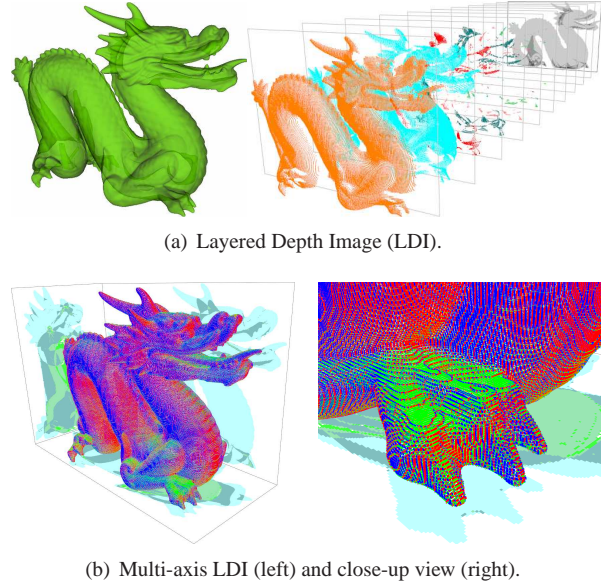 (a) Layered Depth Image (LDI).
(b) Multi-axis LDI (left) and close-up view (right).